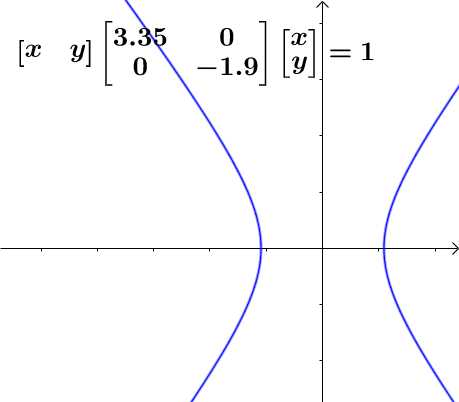 [x y] [3.35 0
0 −1.9] [x
y] = 1